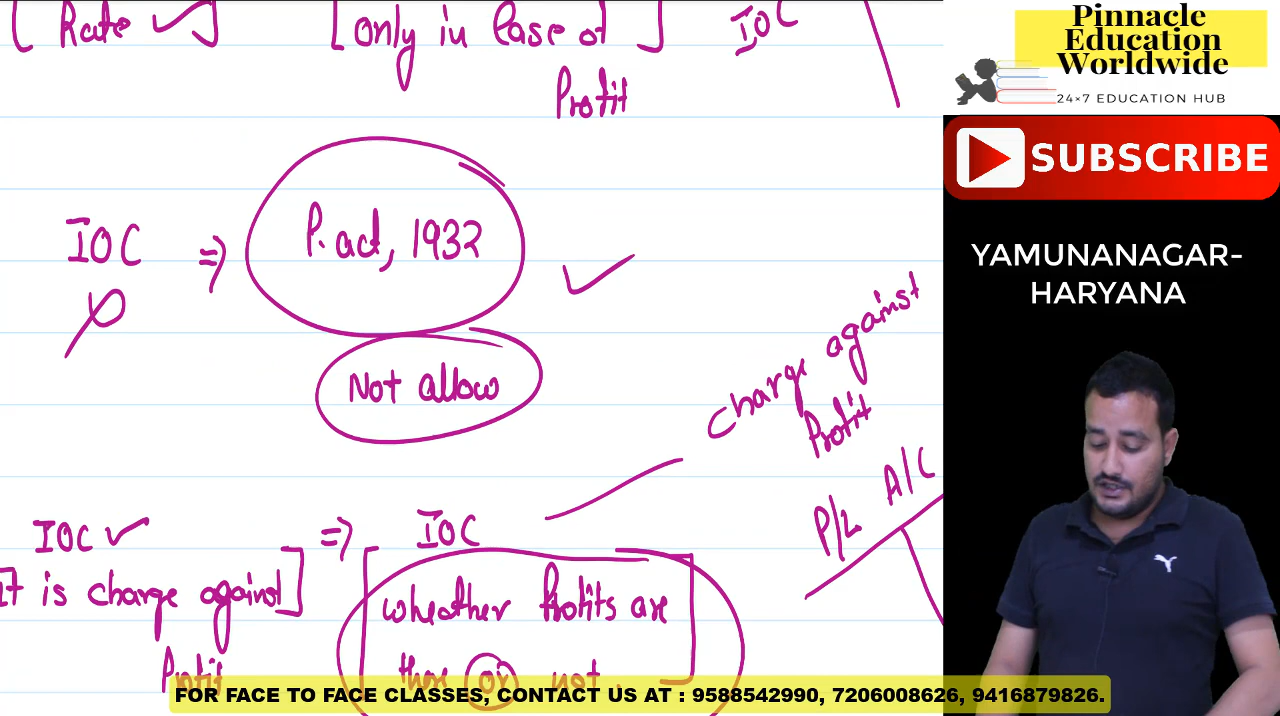 [ Rate ✓ ]
[ only in case of ]
Profit
IOC
IOC ⇒ P. act, 1932 ✓
Not allow
charge against
Profit
P/L A/C
IOC ✓ ⇒ IOC
It is charge against ]
Profit
[ wheather Profits are
ther or not ]
Pinnacle
Education
Worldwide
24×7 EDUCATION HUB
SUBSCRIBE
YAMUNANAGAR-
HARYANA
FOR FACE TO FACE CLASSES, CONTACT US AT : 9588542990, 7206008626, 9416879826.